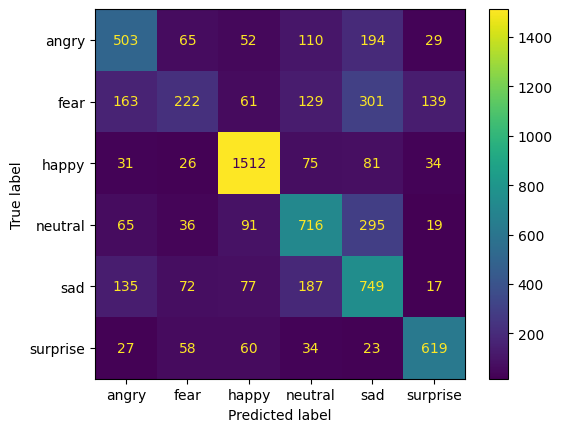 angry 503 65 52 110 194 29
fear 163 222 61 129 301 139
happy 31 26 1512 75 81 34
neutral 65 36 91 716 295 19
sad 135 72 77 187 749 17
surprise 27 58 60 34 23 619
angry fear happy neutral sad surprise
Predicted label
True label
1400
1200
1000
800
600
400
200